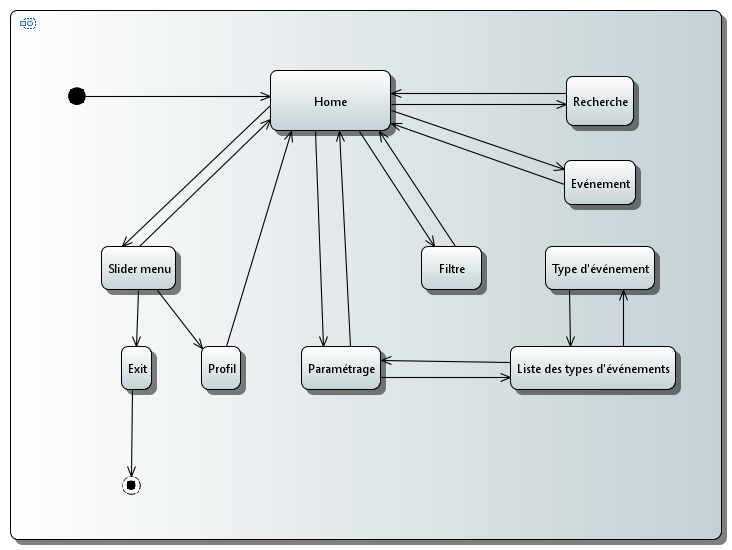 Home
Recherche
Evénement
Slider menu
Filtre
Type d'événement
Exit
Profil
Paramétrage
Liste des types d'événements